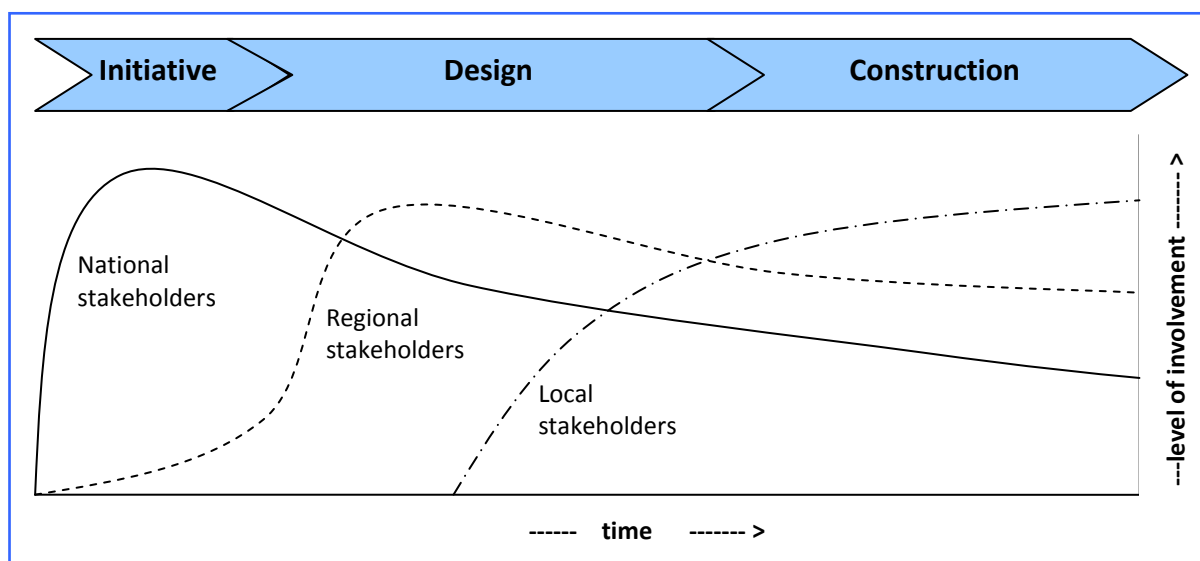 Initiative
Design
Construction
National
stakeholders
Regional
stakeholders
Local
stakeholders
---level of involvement ------- >
------ time ------- >